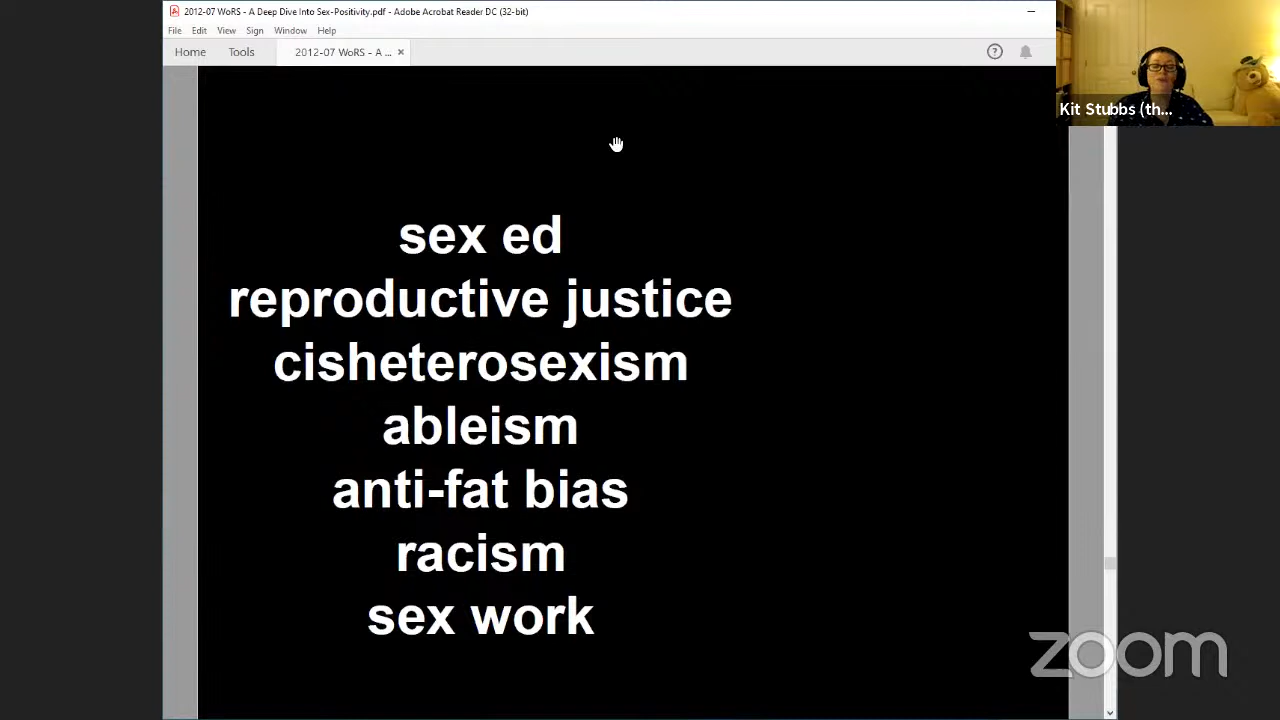 2012-07 WoRS - A Deep Dive Into Sex-Positivity.pdf - Adobe Acrobat Reader DC (32-bit)
File Edit View Sign Window Help
Home Tools 2012-07 WoRS - A ... ×
Kit Stubbs (th...
sex ed
reproductive justice
cisheterosexism
ableism
anti-fat bias
racism
sex work
zoom